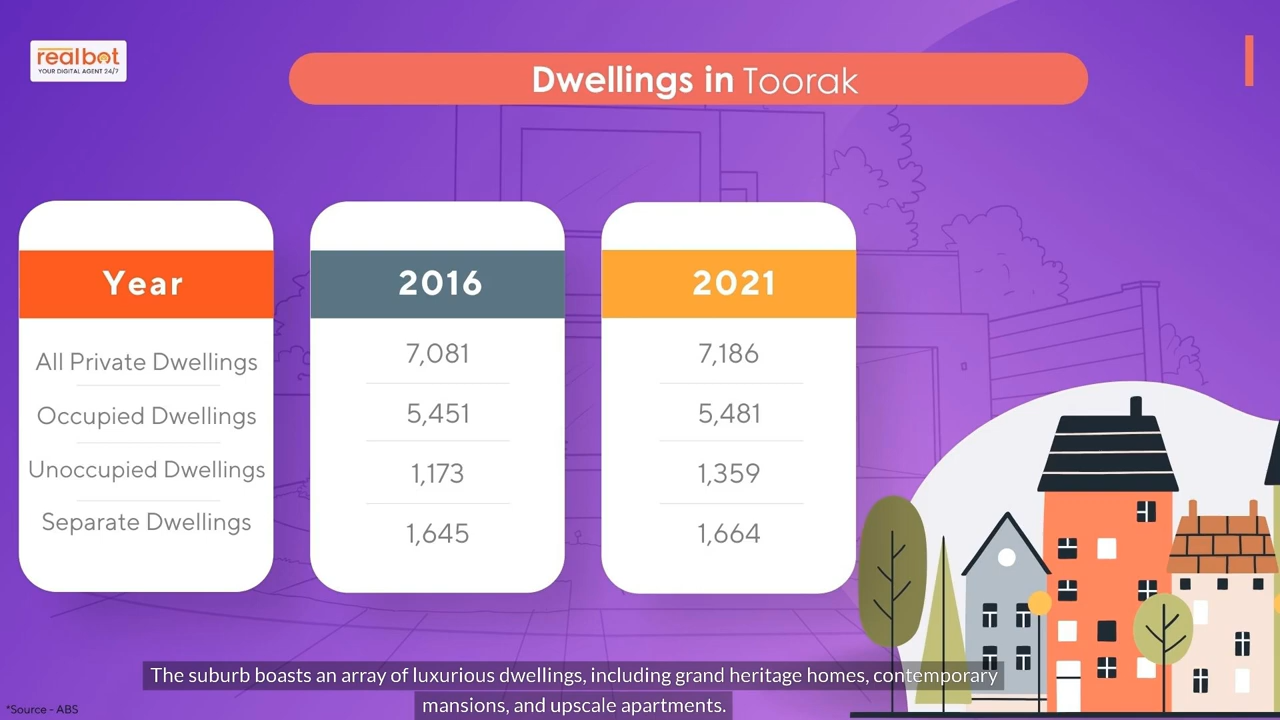 realbot
YOUR DIGITAL AGENT 24/7
Dwellings in Toorak
Year
2016
2021
All Private Dwellings
7,081
7,186
Occupied Dwellings
5,451
5,481
Unoccupied Dwellings
1,173
1,359
Separate Dwellings
1,645
1,664
The suburb boasts an array of luxurious dwellings, including grand heritage homes, contemporary
mansions, and upscale apartments.
*Source - ABS